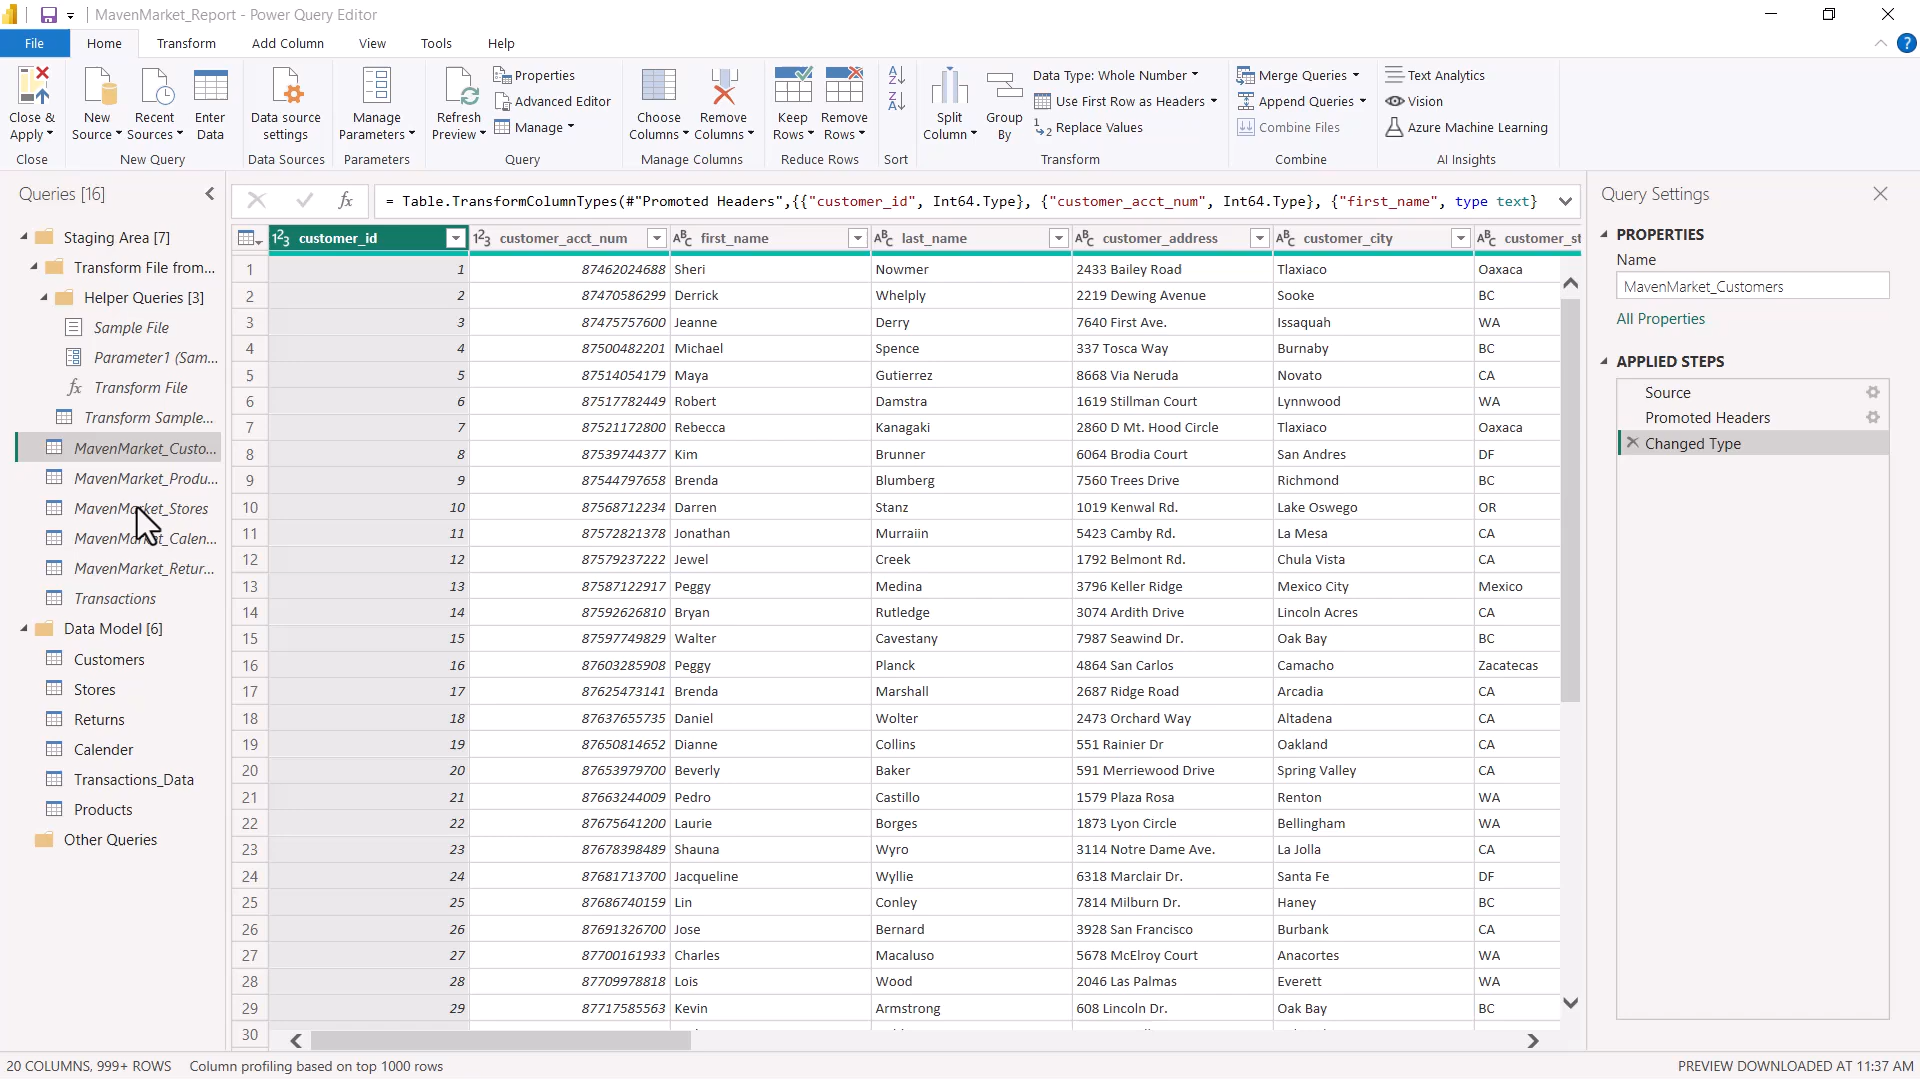 MavenMarket_Report - Power Query Editor
File Home Transform Add Column View Tools Help
Close & Apply
New Source
Recent Sources
Enter Data
Data source settings
Manage Parameters
Refresh Preview
Properties
Advanced Editor
Manage
Choose Columns
Remove Columns
Keep Rows
Remove Rows
Split Column
Group By
Data Type: Whole Number
Use First Row as Headers
Replace Values
Merge Queries
Append Queries
Combine Files
Text Analytics
Vision
Azure Machine Learning
Close New Query Data Sources Parameters Query Manage Columns Reduce Rows Sort Transform Combine AI Insights
Queries [16]
Staging Area [7]
Transform File from...
Helper Queries [3]
Sample File
Parameter1 (Sam...
Transform File
Transform Sample...
MavenMarket_Custo...
MavenMarket_Produ...
MavenMarket_Stores
MavenMarket_Calen...
MavenMarket_Retur...
Transactions
Data Model [6]
Customers
Stores
Returns
Calender
Transactions_Data
Products
Other Queries
= Table.TransformColumnTypes(#"Promoted Headers",{{"customer_id", Int64.Type}, {"customer_acct_num", Int64.Type}, {"first_name", type text}
customer_id customer_acct_num first_name last_name customer_address customer_city customer_st
1 1 87462024688 Sheri Nowmer 2433 Bailey Road Tlaxiaco Oaxaca
2 2 87470586299 Derrick Whelply 2219 Dewing Avenue Sooke BC
3 3 87475757600 Jeanne Derry 7640 First Ave. Issaquah WA
4 4 87500482201 Michael Spence 337 Tosca Way Burnaby BC
5 5 87514054179 Maya Gutierrez 8668 Via Neruda Novato CA
6 6 87517782449 Robert Damstra 1619 Stillman Court Lynnwood WA
7 7 87521172800 Rebecca Kanagaki 2860 D Mt. Hood Circle Tlaxiaco Oaxaca
8 8 87539744377 Kim Brunner 6064 Brodia Court San Andres DF
9 9 87544797658 Brenda Blumberg 7560 Trees Drive Richmond BC
10 10 87568712234 Darren Stanz 1019 Kenwal Rd. Lake Oswego OR
11 11 87572821378 Jonathan Murraiin 5423 Camby Rd. La Mesa CA
12 12 87579237222 Jewel Creek 1792 Belmont Rd. Chula Vista CA
13 13 87587122917 Peggy Medina 3796 Keller Ridge Mexico City Mexico
14 14 87592626810 Bryan Rutledge 3074 Ardith Drive Lincoln Acres CA
15 15 87597749829 Walter Cavestany 7987 Seawind Dr. Oak Bay BC
16 16 87603285908 Peggy Planck 4864 San Carlos Camacho Zacatecas
17 17 87625473141 Brenda Marshall 2687 Ridge Road Arcadia CA
18 18 87637655735 Daniel Wolter 2473 Orchard Way Altadena CA
19 19 87650814652 Dianne Collins 551 Rainier Dr Oakland CA
20 20 87653979700 Beverly Baker 591 Merriewood Drive Spring Valley CA
21 21 87663244009 Pedro Castillo 1579 Plaza Rosa Renton WA
22 22 87675641200 Laurie Borges 1873 Lyon Circle Bellingham WA
23 23 87678398489 Shauna Wyro 3114 Notre Dame Ave. La Jolla CA
24 24 87681713700 Jacqueline Wyllie 6318 Marclair Dr. Santa Fe DF
25 25 87686740159 Lin Conley 7814 Milburn Dr. Haney BC
26 26 87691326700 Jose Bernard 3928 San Francisco Burbank CA
27 27 87700161933 Charles Macaluso 5678 McElroy Court Anacortes WA
28 28 87709978818 Lois Wood 2046 Las Palmas Everett WA
29 29 87717585563 Kevin Armstrong 608 Lincoln Dr. Oak Bay BC
30
Query Settings
PROPERTIES
Name
MavenMarket_Customers
All Properties
APPLIED STEPS
Source
Promoted Headers
Changed Type
20 COLUMNS, 999+ ROWS Column profiling based on top 1000 rows PREVIEW DOWNLOADED AT 11:37 AM